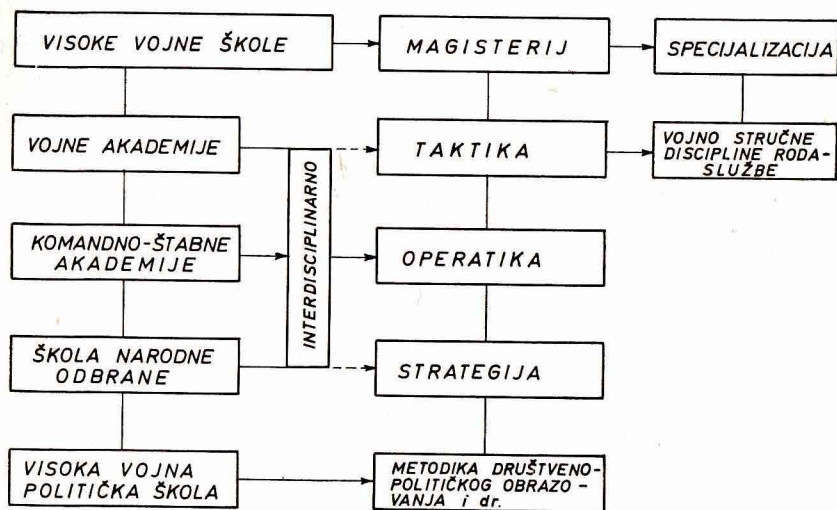 VISOKE VOJNE ŠKOLE
MAGISTERIJ
SPECIJALIZACIJA
VOJNE AKADEMIJE
TAKTIKA
VOJNO STRUČNE
DISCIPLINE RODA-
SLUŽBE
INTERDISCIPLINARNO
KOMANDNO-ŠTABNE
AKADEMIJE
OPERATIKA
ŠKOLA NARODNE
ODBRANE
STRATEGIJA
VISOKA VOJNA
POLITIČKA ŠKOLA
METODIKA DRUŠTVENO-
POLITIČKOG OBRAZO-
VANJA i dr.